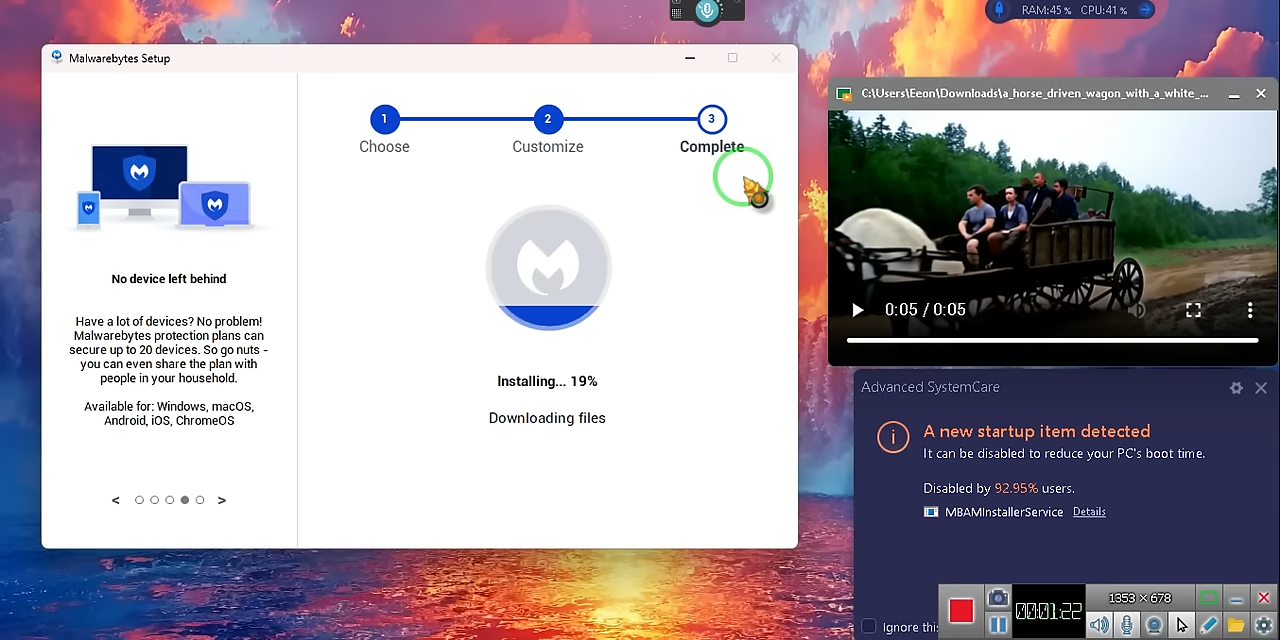 RAM:45% CPU:41%
Malwarebytes Setup
1
2
3
Choose
Customize
Complete
No device left behind
Have a lot of devices? No problem!
Malwarebytes protection plans can
secure up to 20 devices. So go nuts -
you can even share the plan with
people in your household.
Available for: Windows, macOS,
Android, iOS, ChromeOS
< >
Installing... 19%
Downloading files
C:\Users\Eeon\Downloads\a_horse_driven_wagon_with_a_white_...
0:05 / 0:05
Advanced SystemCare
A new startup item detected
It can be disabled to reduce your PC's boot time.
Disabled by 92.95% users.
MBAMInstallerService Details
Ignore this
1353 × 678
00:01:22